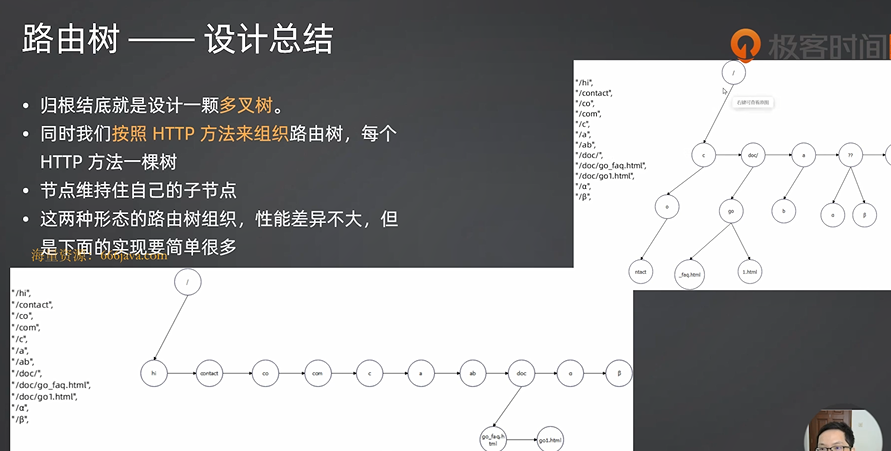 路由树 —— 设计总结
极客时间
• 归根结底就是设计一颗多叉树。
• 同时我们按照 HTTP 方法来组织路由树，每个
HTTP 方法一棵树
• 节点维持住自己的子节点
• 这两种形态的路由树组织，性能差异不大，但
是下面的实现要简单很多
海量资源：666java.com
"/hi",
"/contact",
"/co",
"/com",
"/c",
"/a",
"/ab",
"/doc/",
"/doc/go_faq.html",
"/doc/go1.html",
"/α",
"/β",
/
c
doc/
a
??
o
go
b
α
β
ntact
_faq.html
1.html
"/hi",
"/contact",
"/co",
"/com",
"/c",
"/a",
"/ab",
"/doc/",
"/doc/go_faq.html",
"/doc/go1.html",
"/α",
"/β",
/
hi
contact
co
com
c
a
ab
doc
α
β
go_faq.h
tml
go1.html